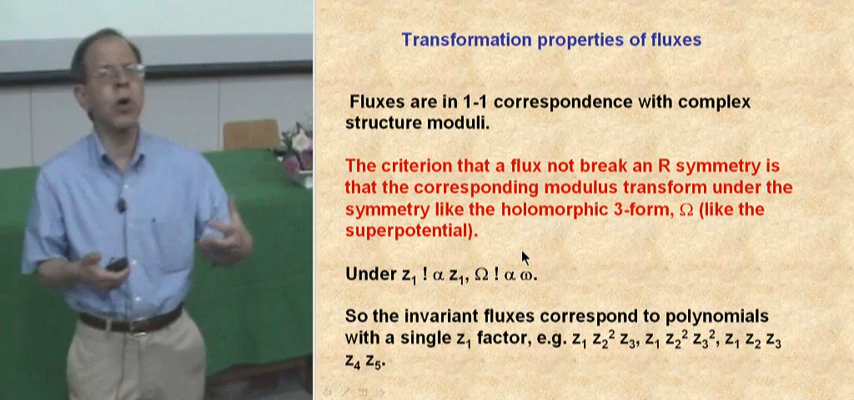 Transformation properties of fluxes
Fluxes are in 1-1 correspondence with complex
structure moduli.
The criterion that a flux not break an R symmetry is
that the corresponding modulus transform under the
symmetry like the holomorphic 3-form, Ω (like the
superpotential).
Under z₁ ! α z₁, Ω ! α ω.
So the invariant fluxes correspond to polynomials
with a single z₁ factor, e.g. z₁ z₂² z₃, z₁ z₂² z₃², z₁ z₂ z₃
z₄ z₅.